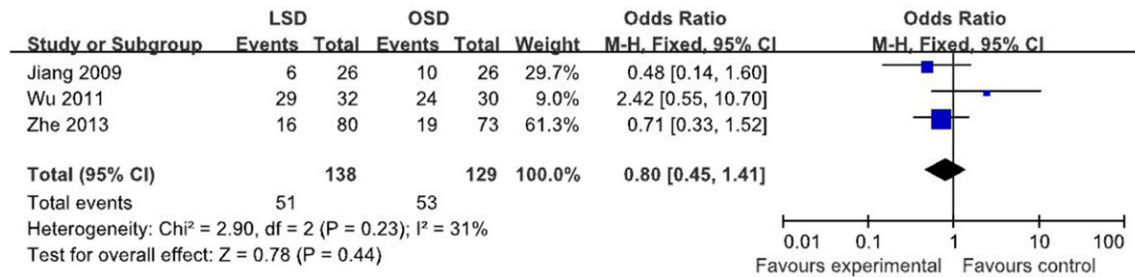 LSD OSD Odds Ratio Odds Ratio
Study or Subgroup Events Total Events Total Weight M-H, Fixed, 95% CI M-H, Fixed, 95% CI
Jiang 2009 6 26 10 26 29.7% 0.48 [0.14, 1.60]
Wu 2011 29 32 24 30 9.0% 2.42 [0.55, 10.70]
Zhe 2013 16 80 19 73 61.3% 0.71 [0.33, 1.52]
Total (95% CI) 138 129 100.0% 0.80 [0.45, 1.41]
Total events 51 53
Heterogeneity: Chi² = 2.90, df = 2 (P = 0.23); I² = 31%
Test for overall effect: Z = 0.78 (P = 0.44)
0.01 0.1 1 10 100
Favours experimental Favours control